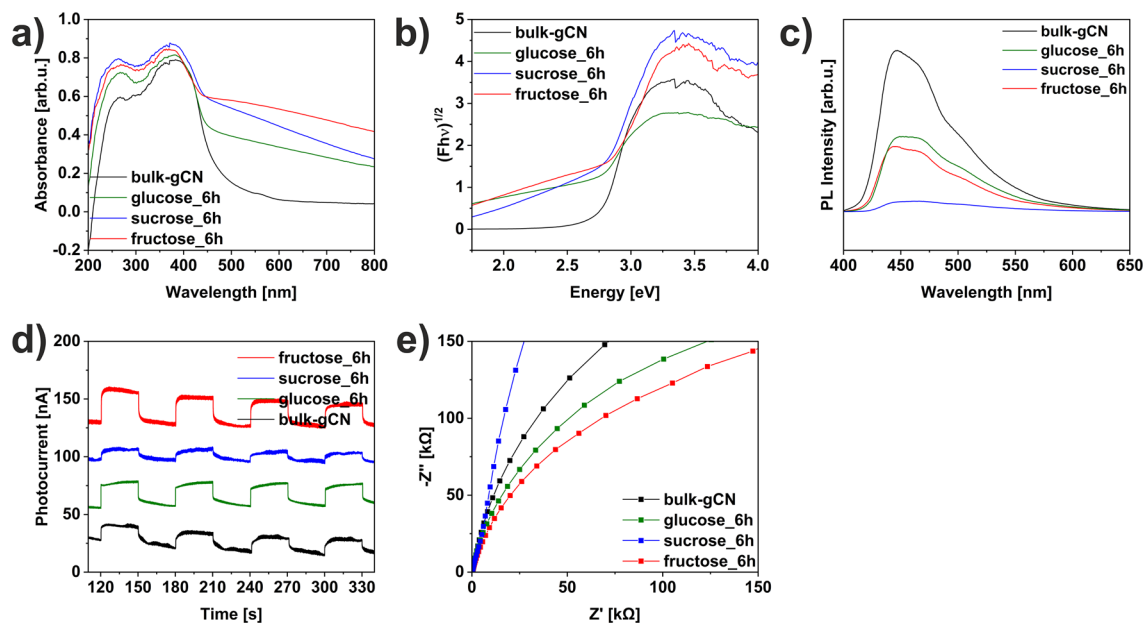 a)
Absorbance [arb.u.]
1.0
0.8
0.6
0.4
0.2
0.0
-0.2
bulk-gCN
glucose_6h
sucrose_6h
fructose_6h
200 300 400 500 600 700 800
Wavelength [nm]
b)
(Fhν)1/2
5
4
3
2
1
0
bulk-gCN
glucose_6h
sucrose_6h
fructose_6h
2.0 2.5 3.0 3.5 4.0
Energy [eV]
c)
PL Intensity [arb.u.]
bulk-gCN
glucose_6h
sucrose_6h
fructose_6h
400 450 500 550 600 650
Wavelength [nm]
d)
Photocurrent [nA]
200
150
100
50
0
fructose_6h
sucrose_6h
glucose_6h
bulk-gCN
120 150 180 210 240 270 300 330
Time [s]
e)
-Z'' [kΩ]
150
100
50
0
bulk-gCN
glucose_6h
sucrose_6h
fructose_6h
0 50 100 150
Z' [kΩ]